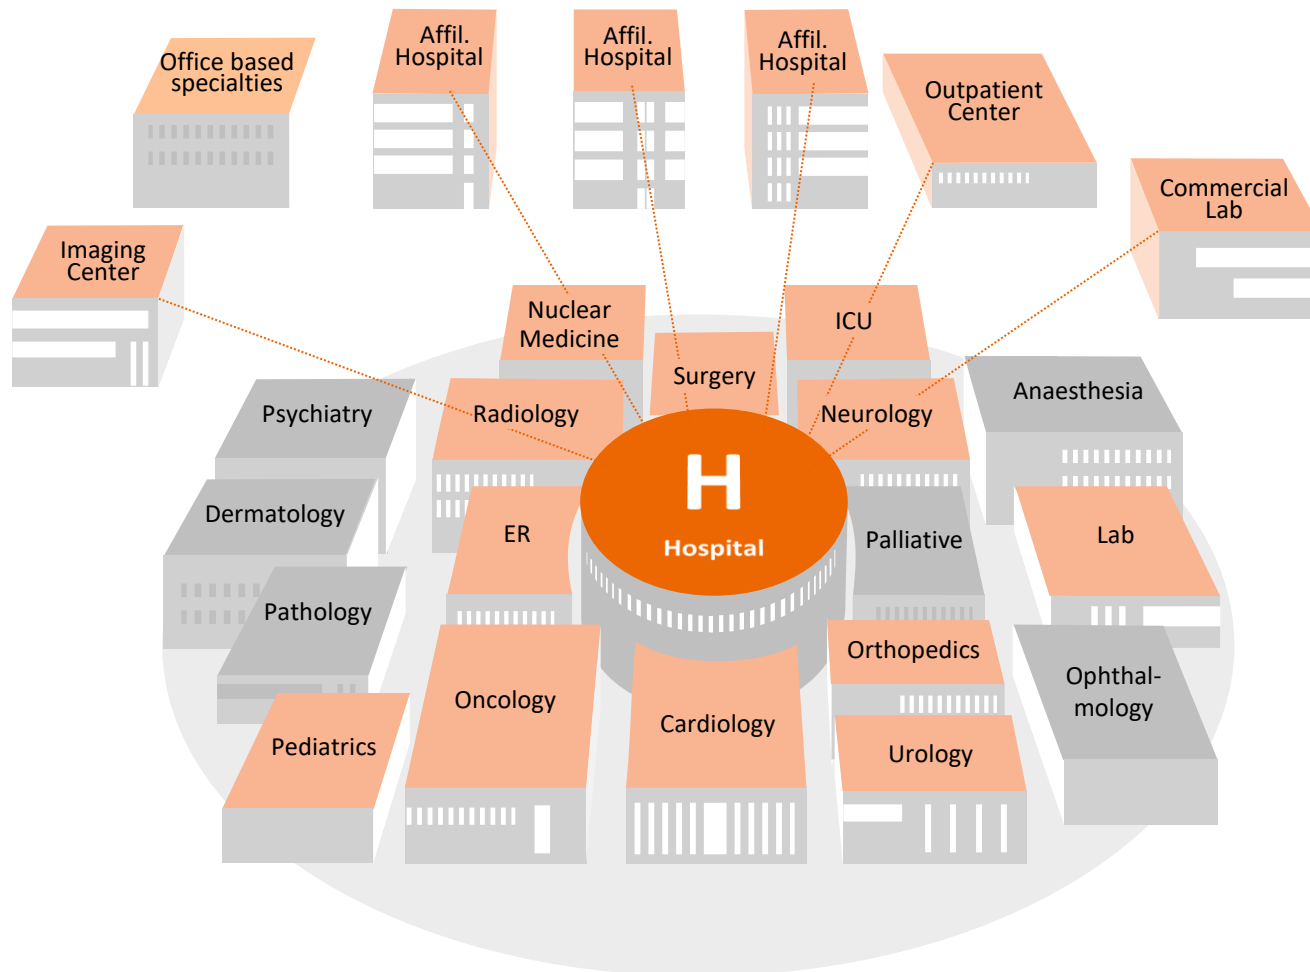 Office based
specialties
Affil.
Hospital
Affil.
Hospital
Affil.
Hospital
Outpatient
Center
Commercial
Lab
Imaging
Center
Nuclear
Medicine
ICU
Surgery
Psychiatry
Radiology
Neurology
Anaesthesia
Dermatology
ER
H
Hospital
Palliative
Lab
Pathology
Oncology
Cardiology
Orthopedics
Ophthal-
mology
Pediatrics
Urology